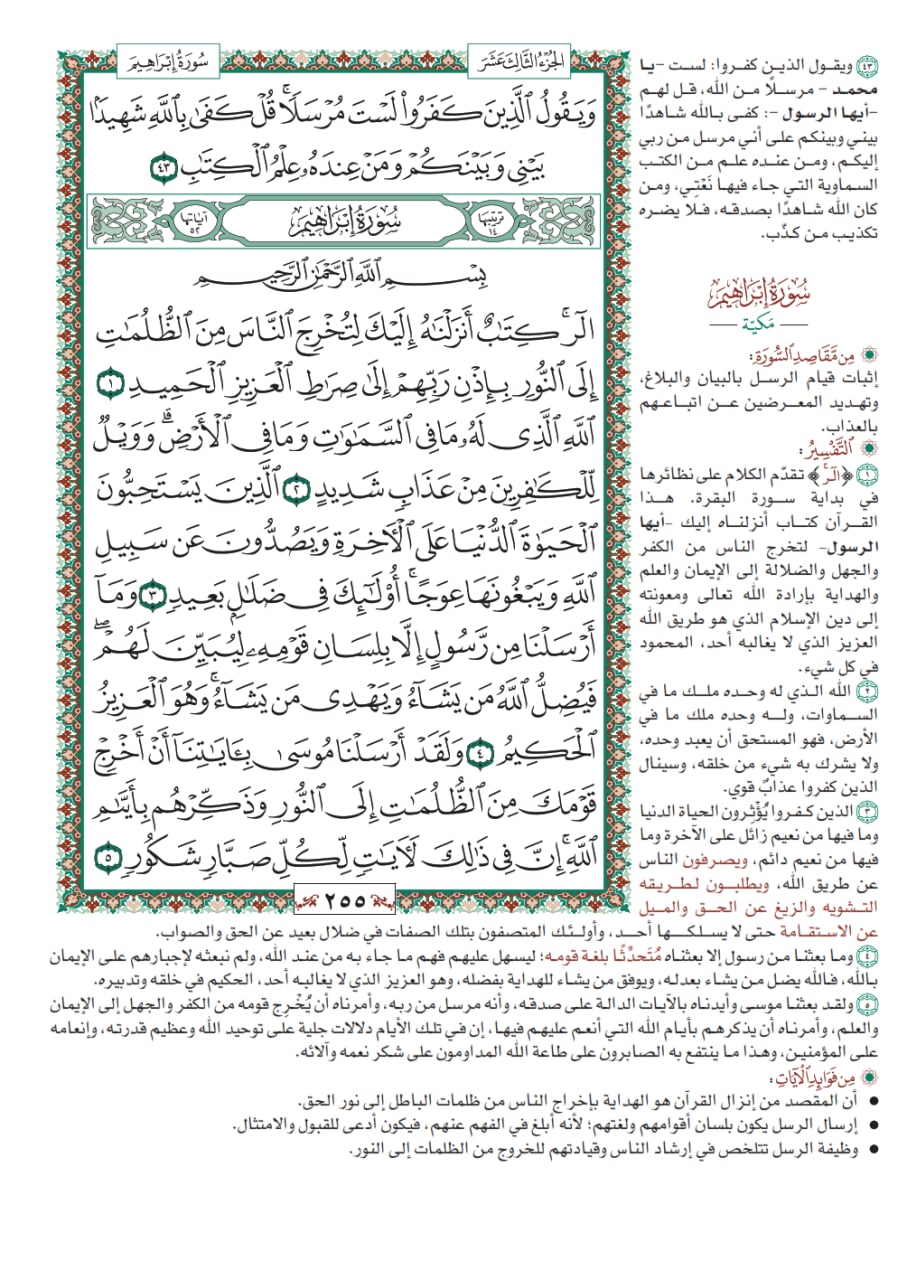 الجُزْءُ الثَّالِثَ عَشَرَ
سُورَةُ إِبْرَاهِيمَ
وَيَقُولُ ٱلَّذِينَ كَفَرُوا۟ لَسْتَ مُرْسَلًا ۚ قُلْ كَفَىٰ بِٱللَّهِ شَهِيدًۢا
بَيْنِى وَبَيْنَكُمْ وَمَنْ عِندَهُۥ عِلْمُ ٱلْكِتَـٰبِ ٤٣
ترتيبها ١٤ سُورَةُ إِبْرَاهِيمَ آياتها ٥٢
بِسْمِ ٱللَّهِ ٱلرَّحْمَـٰنِ ٱلرَّحِيمِ
الٓر ۚ كِتَـٰبٌ أَنزَلْنَـٰهُ إِلَيْكَ لِتُخْرِجَ ٱلنَّاسَ مِنَ ٱلظُّلُمَـٰتِ
إِلَى ٱلنُّورِ بِإِذْنِ رَبِّهِمْ إِلَىٰ صِرَٰطِ ٱلْعَزِيزِ ٱلْحَمِيدِ ١
ٱللَّهِ ٱلَّذِى لَهُۥ مَا فِى ٱلسَّمَـٰوَٰتِ وَمَا فِى ٱلْأَرْضِ ۗ وَوَيْلٌ
لِّلْكَـٰفِرِينَ مِنْ عَذَابٍ شَدِيدٍ ٢ ٱلَّذِينَ يَسْتَحِبُّونَ
ٱلْحَيَوٰةَ ٱلدُّنْيَا عَلَى ٱلْـَٔاخِرَةِ وَيَصُدُّونَ عَن سَبِيلِ
ٱللَّهِ وَيَبْغُونَهَا عِوَجًا ۚ أُو۟لَـٰٓئِكَ فِى ضَلَـٰلٍۭ بَعِيدٍ ٣ وَمَآ
أَرْسَلْنَا مِن رَّسُولٍ إِلَّا بِلِسَانِ قَوْمِهِۦ لِيُبَيِّنَ لَهُمْ ۖ
فَيُضِلُّ ٱللَّهُ مَن يَشَآءُ وَيَهْدِى مَن يَشَآءُ ۚ وَهُوَ ٱلْعَزِيزُ
ٱلْحَكِيمُ ٤ وَلَقَدْ أَرْسَلْنَا مُوسَىٰ بِـَٔايَـٰتِنَآ أَنْ أَخْرِجْ
قَوْمَكَ مِنَ ٱلظُّلُمَـٰتِ إِلَى ٱلنُّورِ وَذَكِّرْهُم بِأَيَّىٰمِ
ٱللَّهِ ۚ إِنَّ فِى ذَٰلِكَ لَـَٔايَـٰتٍ لِّكُلِّ صَبَّارٍ شَكُورٍ ٥
٢٥٥
٤٣ ويقول الذين كفروا: لست -يا
محمد - مرسلًا من الله، قل لهم
-أيها الرسول -: كفى بالله شاهدًا
بيني وبينكم على أني مرسل من ربي
إليكم، ومن عنده علم من الكتب
السماوية التي جاء فيها نَعْتِي، ومن
كان الله شاهدًا بصدقه، فلا يضره
تكذيب من كذّب.
سُورَةُ إِبْرَاهِيمَ
— مَكيّة —
مِن مَّقَاصِدِ السُّورَةِ:
إثبات قيام الرسل بالبيان والبلاغ،
وتهديد المعرضين عن اتباعهم
بالعذاب.
التَّفْسِيرُ:
١ ﴿الٓر ۚ﴾ تقدّم الكلام على نظائرها
في بداية سورة البقرة. هذا
القرآن كتاب أنزلناه إليك -أيها
الرسول- لتخرج الناس من الكفر
والجهل والضلالة إلى الإيمان والعلم
والهداية بإرادة الله تعالى ومعونته
إلى دين الإسلام الذي هو طريق الله
العزيز الذي لا يغالبه أحد، المحمود
في كل شيء.
٢ الله الذي له وحده ملك ما في
السماوات، وله وحده ملك ما في
الأرض، فهو المستحق أن يعبد وحده،
ولا يشرك به شيء من خلقه، وسينال
الذين كفروا عذابٌ قوي.
٣ الذين كفروا يُؤْثِرون الحياة الدنيا
وما فيها من نعيم زائل على الآخرة وما
فيها من نعيم دائم، ويصرفون الناس
عن طريق الله، ويطلبون لطريقه
التشويه والزيغ عن الحق والميل
عن الاستقامة حتى لا يسلكها أحد، وأولئك المتصفون بتلك الصفات في ضلال بعيد عن الحق والصواب.
٤ وما بعثنا من رسول إلا بعثناه مُتَحدِّثًا بلغة قومه؛ ليسهل عليهم فهم ما جاء به من عند الله، ولم نبعثه لإجبارهم على الإيمان
بالله، فالله يضل من يشاء بعدله، ويوفق من يشاء للهداية بفضله، وهو العزيز الذي لا يغالبه أحد، الحكيم في خلقه وتدبيره.
٥ ولقد بعثنا موسى وأيدناه بالآيات الدالة على صدقه، وأنه مرسل من ربه، وأمرناه أن يُخْرِج قومه من الكفر والجهل إلى الإيمان
والعلم، وأمرناه أن يذكرهم بأيام الله التي أنعم عليهم فيها، إن في تلك الأيام دلالات جلية على توحيد الله وعظيم قدرته، وإنعامه
على المؤمنين، وهذا ما ينتفع به الصابرون على طاعة الله المداومون على شكر نعمه وآلائه.
مِن فَوَائِدِ الْآيَاتِ:
• أن المقصد من إنزال القرآن هو الهداية بإخراج الناس من ظلمات الباطل إلى نور الحق.
• إرسال الرسل يكون بلسان أقوامهم ولغتهم؛ لأنه أبلغ في الفهم عنهم، فيكون أدعى للقبول والامتثال.
• وظيفة الرسل تتلخص في إرشاد الناس وقيادتهم للخروج من الظلمات إلى النور.